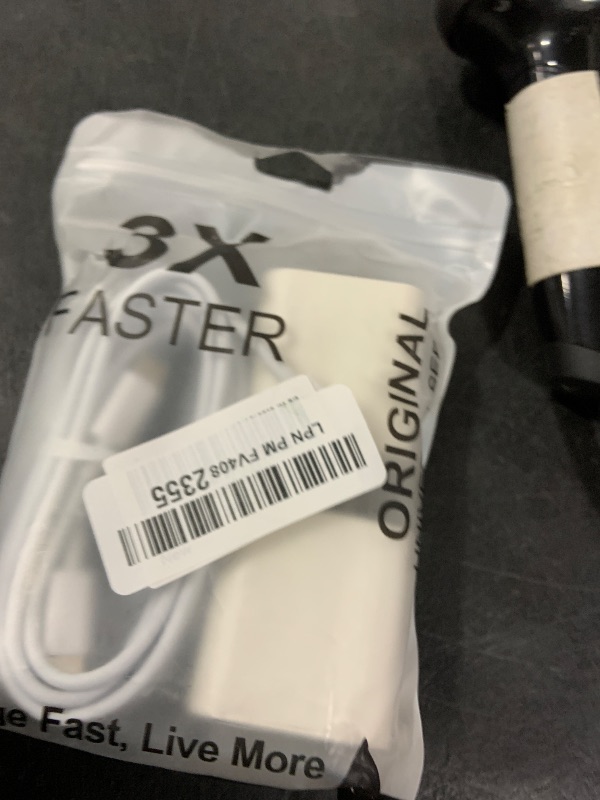 3X
FASTER
ORIGINAL
LPN PM FV408 2355
Fast, Live More